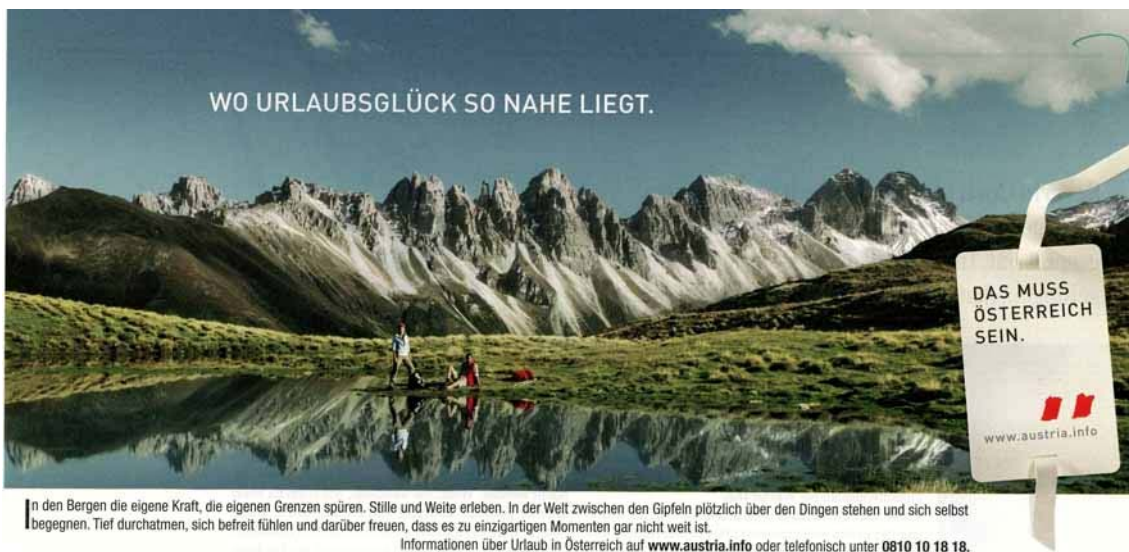 WO URLAUBSGLÜCK SO NAHE LIEGT.
DAS MUSS
ÖSTERREICH
SEIN.
www.austria.info
In den Bergen die eigene Kraft, die eigenen Grenzen spüren. Stille und Weite erleben. In der Welt zwischen den Gipfeln plötzlich über den Dingen stehen und sich selbst
begegnen. Tief durchatmen, sich befreit fühlen und darüber freuen, dass es zu einzigartigen Momenten gar nicht weit ist.
Informationen über Urlaub in Österreich auf www.austria.info oder telefonisch unter 0810 10 18 18.